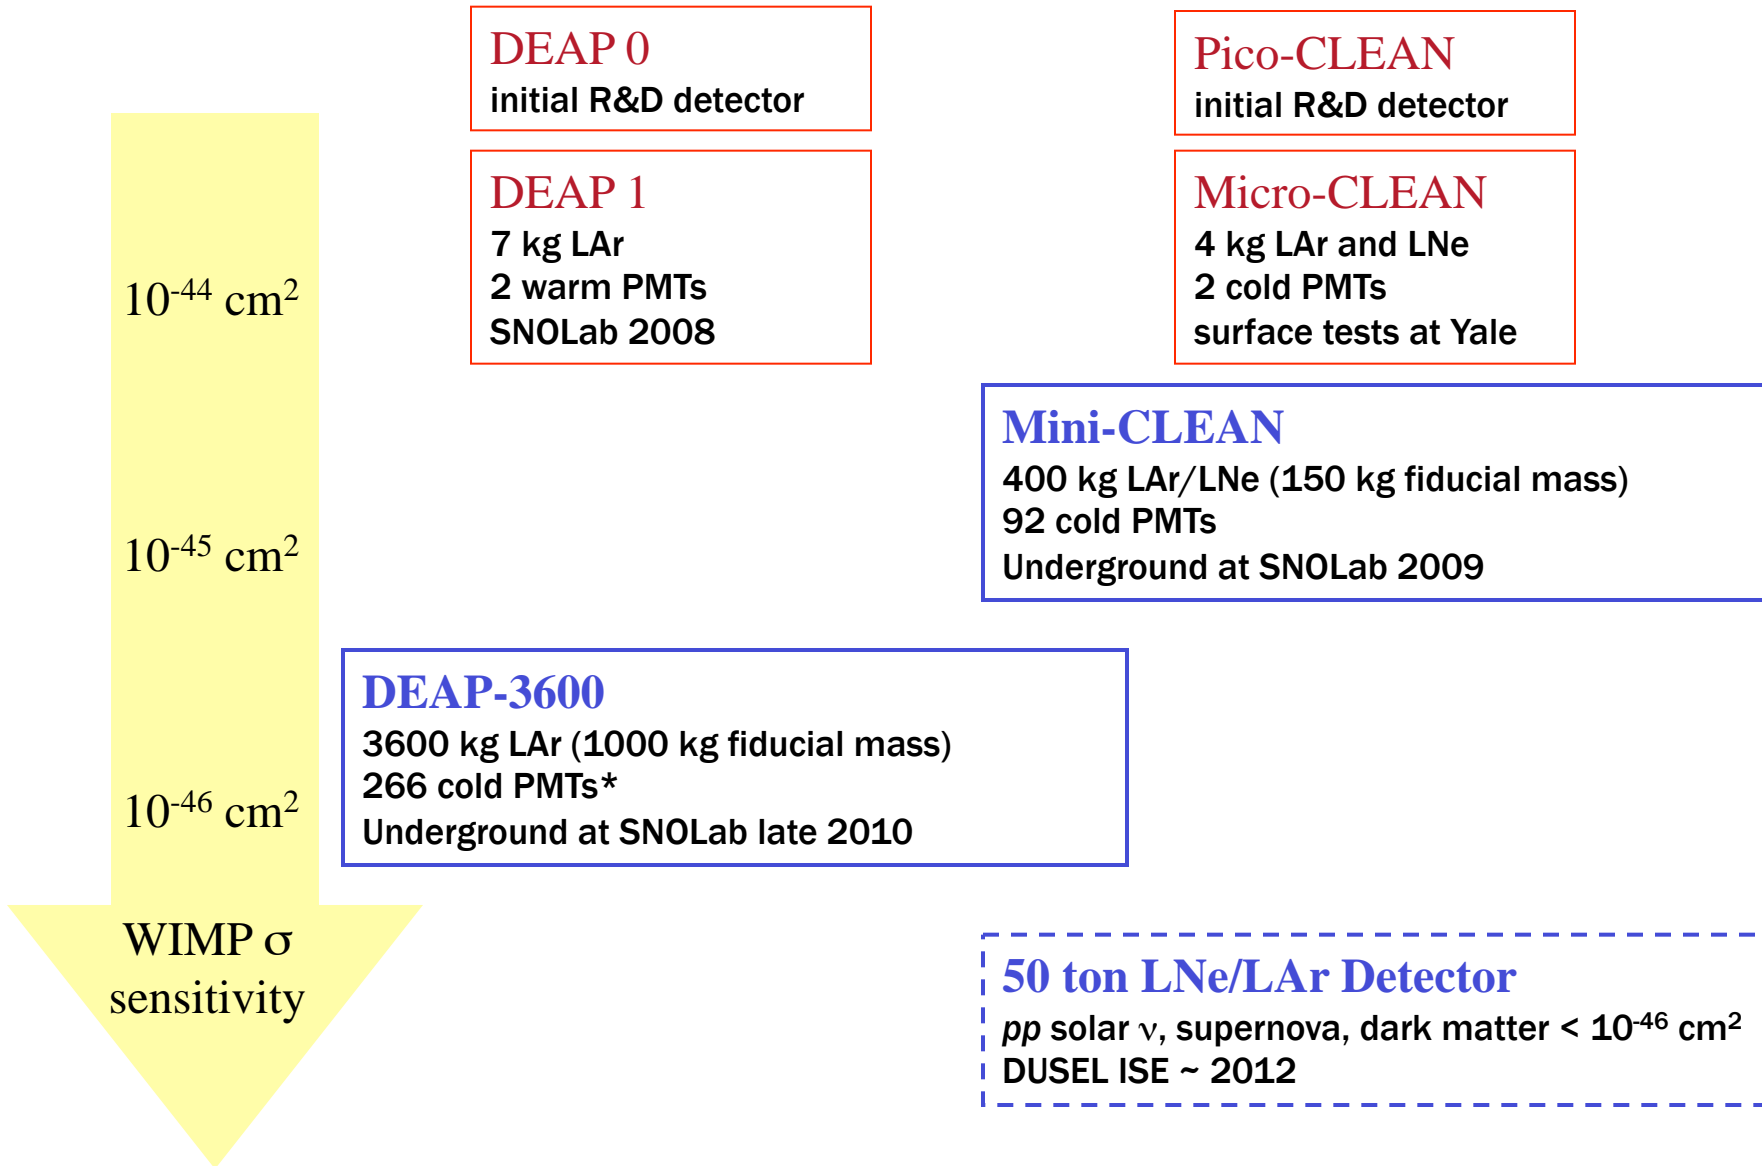 DEAP 0
initial R&D detector
Pico-CLEAN
initial R&D detector
DEAP 1
7 kg LAr
2 warm PMTs
SNOLab 2008
Micro-CLEAN
4 kg LAr and LNe
2 cold PMTs
surface tests at Yale
10⁻⁴⁴ cm²
Mini-CLEAN
400 kg LAr/LNe (150 kg fiducial mass)
92 cold PMTs
Underground at SNOLab 2009
10⁻⁴⁵ cm²
DEAP-3600
3600 kg LAr (1000 kg fiducial mass)
266 cold PMTs*
Underground at SNOLab late 2010
10⁻⁴⁶ cm²
WIMP σ
sensitivity
50 ton LNe/LAr Detector
pp solar ν, supernova, dark matter < 10⁻⁴⁶ cm²
DUSEL ISE ~ 2012